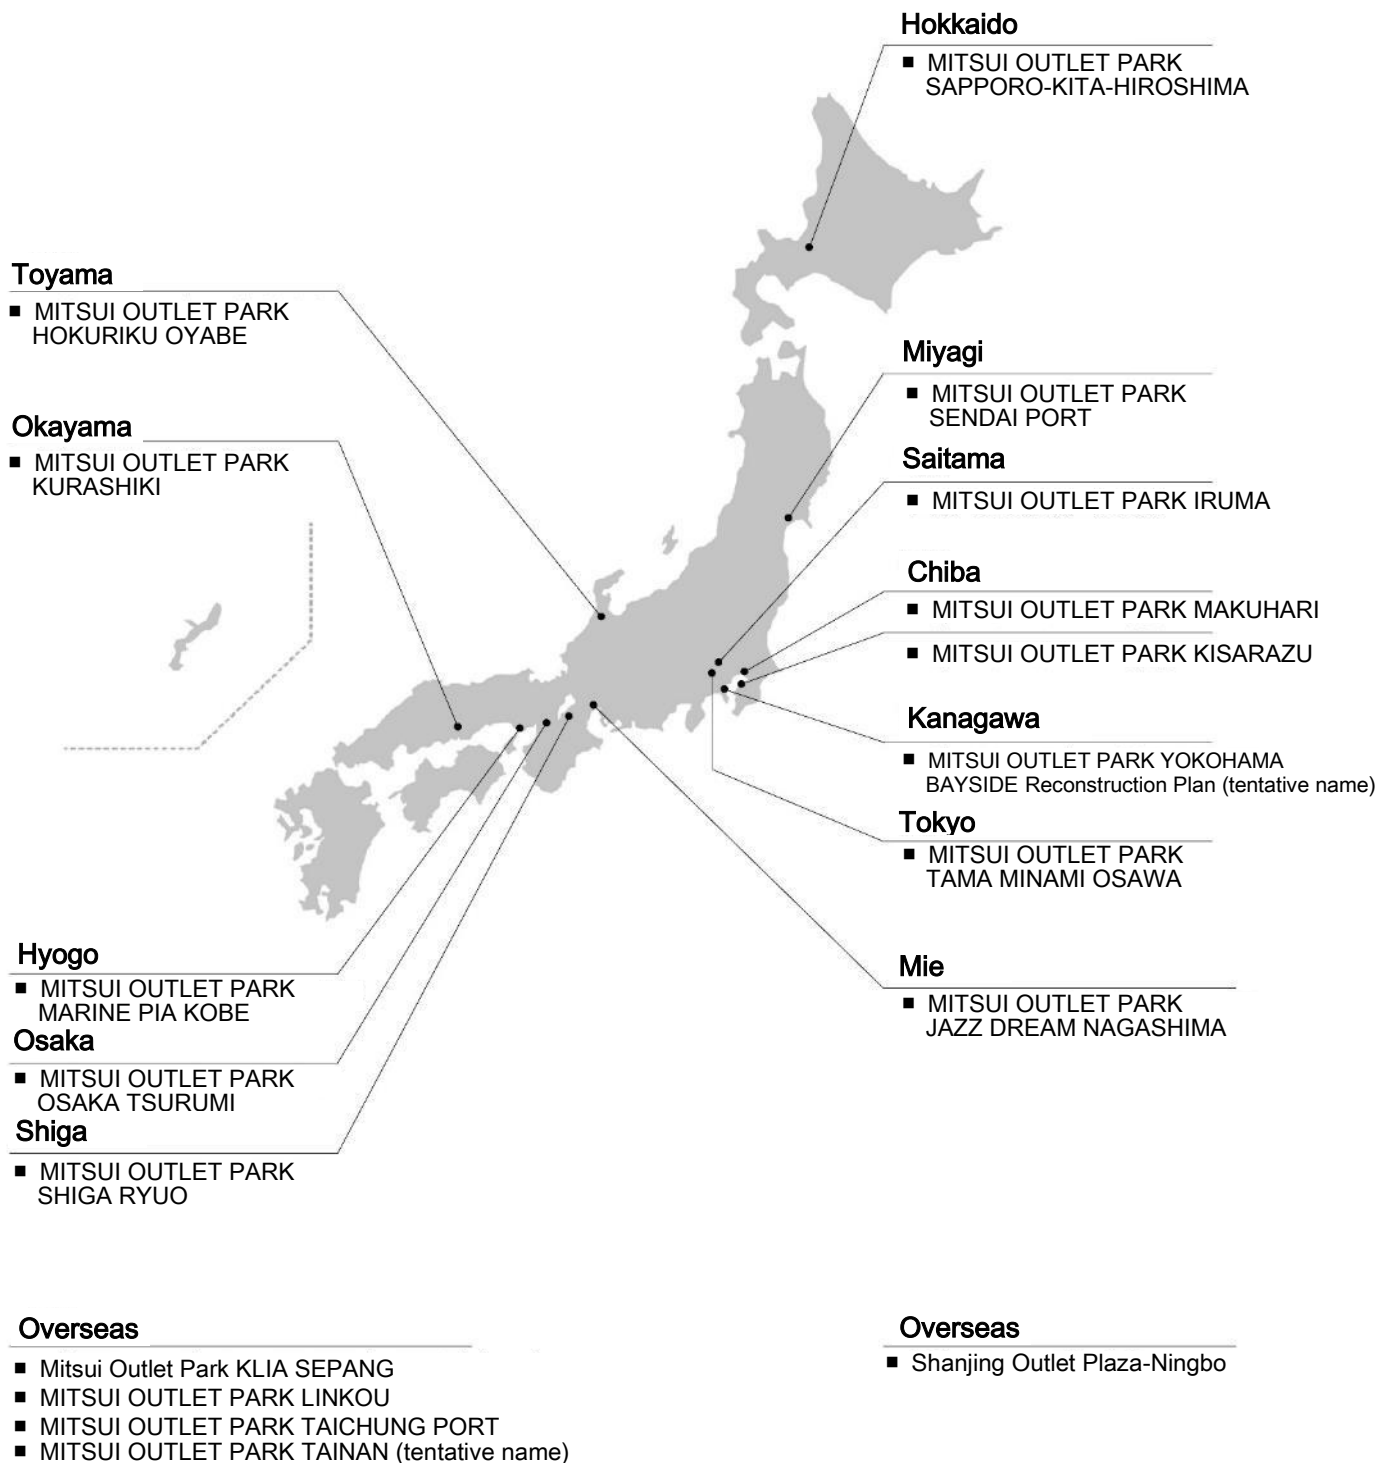 Hokkaido
■ MITSUI OUTLET PARK
SAPPORO-KITA-HIROSHIMA
Toyama
■ MITSUI OUTLET PARK
HOKURIKU OYABE
Okayama
■ MITSUI OUTLET PARK
KURASHIKI
Miyagi
■ MITSUI OUTLET PARK
SENDAI PORT
Saitama
■ MITSUI OUTLET PARK IRUMA
Chiba
■ MITSUI OUTLET PARK MAKUHARI
■ MITSUI OUTLET PARK KISARAZU
Kanagawa
■ MITSUI OUTLET PARK YOKOHAMA
BAYSIDE Reconstruction Plan (tentative name)
Tokyo
■ MITSUI OUTLET PARK
TAMA MINAMI OSAWA
Hyogo
■ MITSUI OUTLET PARK
MARINE PIA KOBE
Osaka
■ MITSUI OUTLET PARK
OSAKA TSURUMI
Shiga
■ MITSUI OUTLET PARK
SHIGA RYUO
Mie
■ MITSUI OUTLET PARK
JAZZ DREAM NAGASHIMA
Overseas
■ Mitsui Outlet Park KLIA SEPANG
■ MITSUI OUTLET PARK LINKOU
■ MITSUI OUTLET PARK TAICHUNG PORT
■ MITSUI OUTLET PARK TAINAN (tentative name)
Overseas
■ Shanjing Outlet Plaza-Ningbo